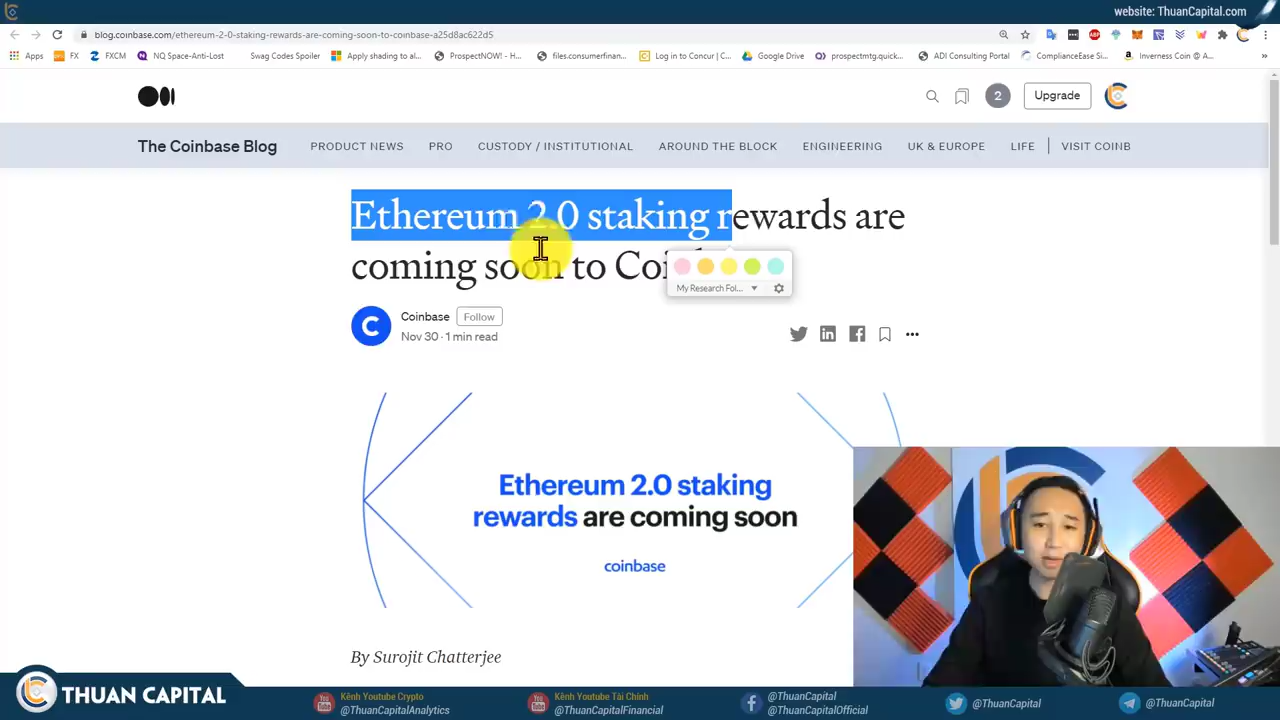 website: ThuanCapital.com
blog.coinbase.com/ethereum-2-0-staking-rewards-are-coming-soon-to-coinbase-a25d8ac622d5
Apps FX FXCM NQ Space-Anti-Lost Swag Codes Spoiler Apply shading to al... ProspectNOW! - H... files.consumerfinan... Log in to Concur | C... Google Drive prospectmtg.quick... ADI Consulting Portal ComplianceEase Si... Inverness Coin @ A... »
2 Upgrade
The Coinbase Blog PRODUCT NEWS PRO CUSTODY / INSTITUTIONAL AROUND THE BLOCK ENGINEERING UK & EUROPE LIFE VISIT COINB
Ethereum 2.0 staking rewards are
coming soon to Coi
My Research Fol...
Coinbase Follow
Nov 30 · 1 min read
Ethereum 2.0 staking
rewards are coming soon
coinbase
By Surojit Chatterjee
THUAN CAPITAL
Kênh Youtube Crypto
@ThuanCapitalAnalytics
Kênh Youtube Tài Chính
@ThuanCapitalFinancial
@ThuanCapital
@ThuanCapitalOfficial
@ThuanCapital
@ThuanCapital